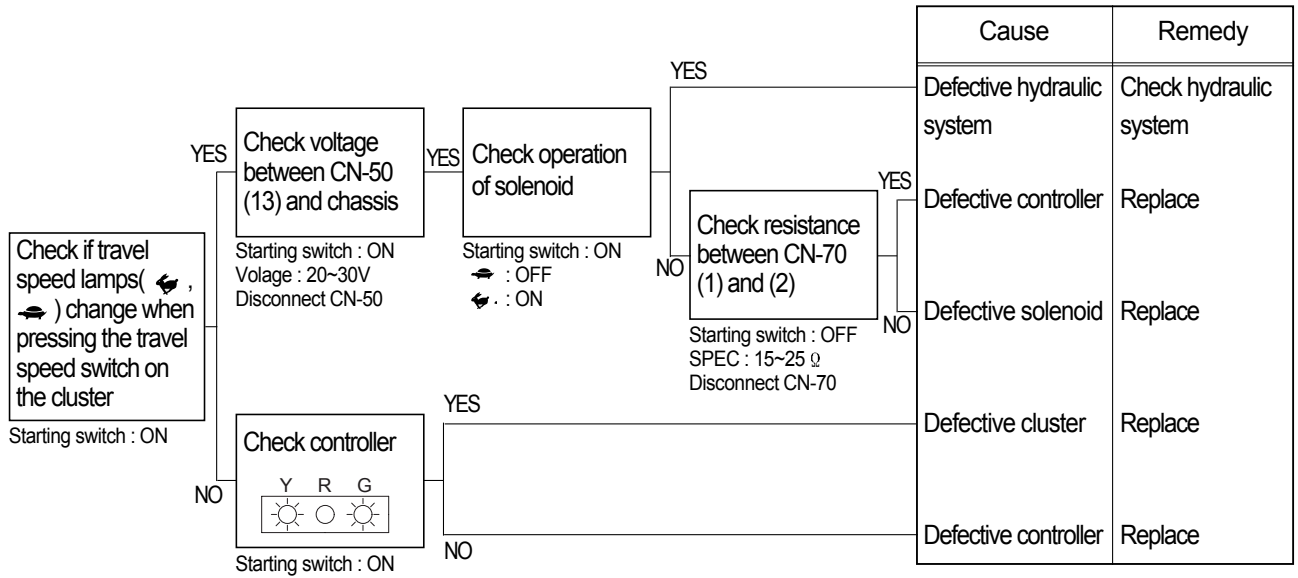 Check if travel
speed lamps( ,
) change when
pressing the travel
speed switch on
the cluster
Starting switch : ON
YES
Check voltage
between CN-50
(13) and chassis
Starting switch : ON
Volage : 20~30V
Disconnect CN-50
YES
Check operation
of solenoid
Starting switch : ON
: OFF
. : ON
YES
NO
Check resistance
between CN-70
(1) and (2)
Starting switch : OFF
SPEC : 15~25 Ω
Disconnect CN-70
YES
NO
NO
Check controller
Y R G
Starting switch : ON
YES
NO
Cause Remedy
Defective hydraulic Check hydraulic
system system
Defective controller Replace
Defective solenoid Replace
Defective cluster Replace
Defective controller Replace